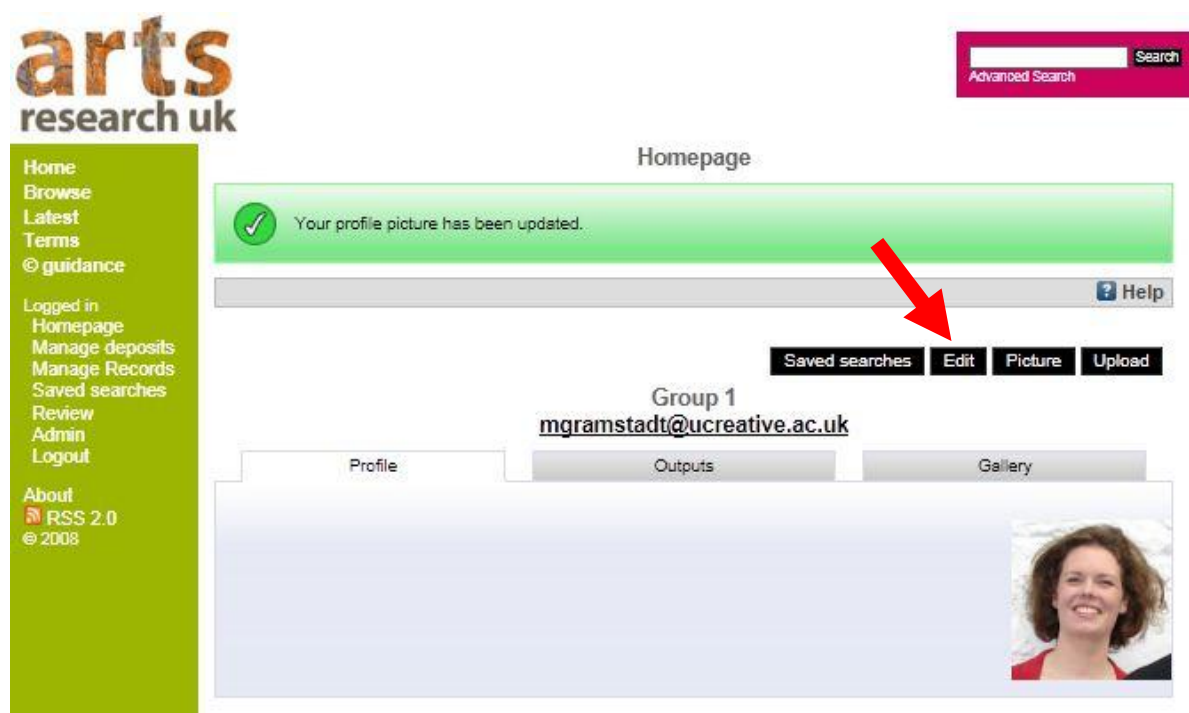 arts
research uk
Search
Advanced Search
Homepage
Home
Browse
Latest
Terms
© guidance
Logged in
Homepage
Manage deposits
Manage Records
Saved searches
Review
Admin
Logout
About
RSS 2.0
© 2008
Your profile picture has been updated.
? Help
Saved searches Edit Picture Upload
Group 1
mgramstadt@ucreative.ac.uk
Profile Outputs Gallery